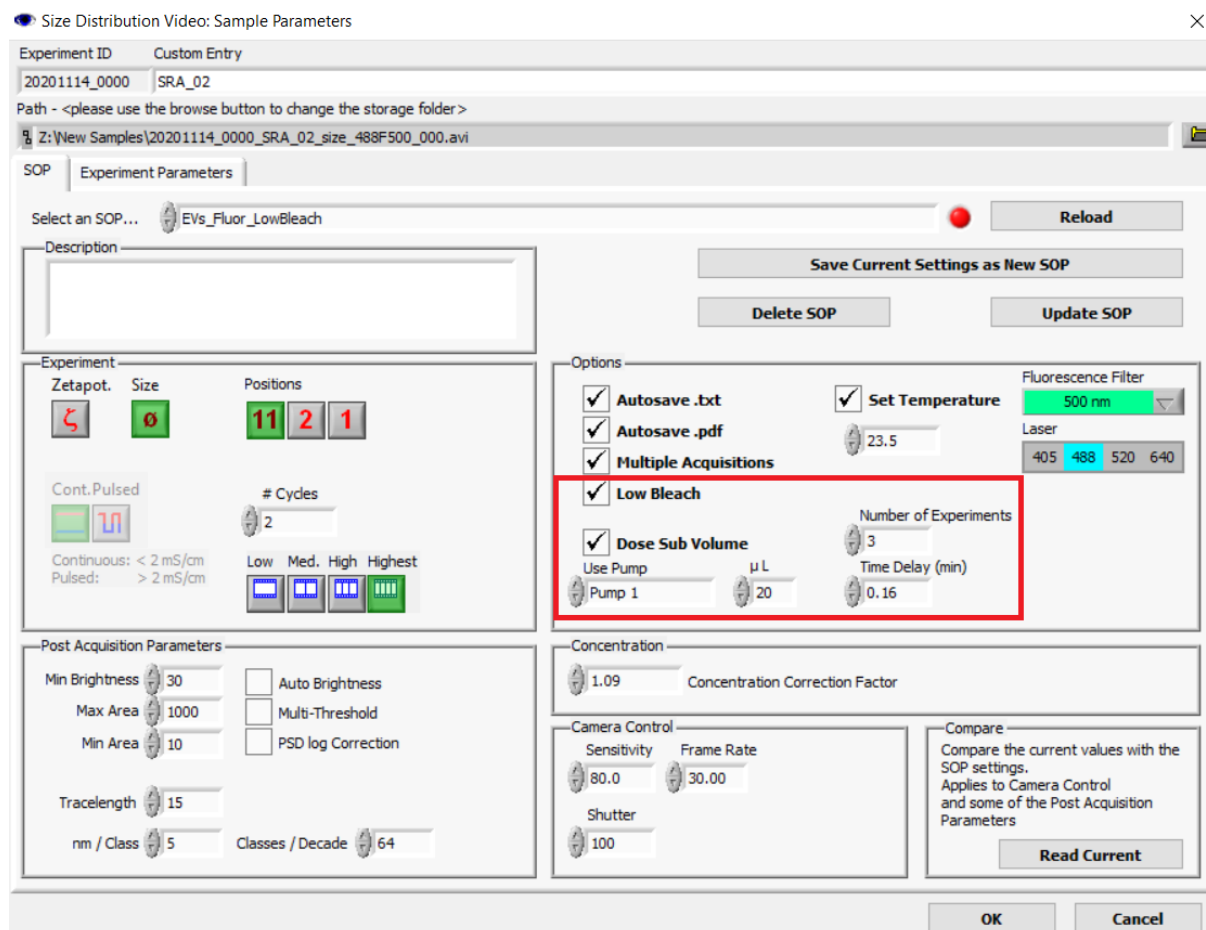 Size Distribution Video: Sample Parameters
Experiment ID Custom Entry
20201114_0000 SRA_02
Path - <please use the browse button to change the storage folder>
Z:\New Samples\20201114_0000_SRA_02_size_488F500_000.avi
SOP Experiment Parameters
Select an SOP... EVs_Fluor_LowBleach Reload
Description
Save Current Settings as New SOP
Delete SOP Update SOP
Experiment
Zetapot. Size Positions
ζ ø 11 2 1
Cont. Pulsed # Cycles
2
Continuous: < 2 mS/cm
Pulsed: > 2 mS/cm
Low Med. High Highest
Options
Autosave .txt Set Temperature
Autosave .pdf 23.5
Multiple Acquisitions
Fluorescence Filter
500 nm
Laser
405 488 520 640
Low Bleach
Number of Experiments
Dose Sub Volume 3
Use Pump µL Time Delay (min)
Pump 1 20 0.16
Post Acquisition Parameters
Min Brightness 30 Auto Brightness
Max Area 1000 Multi-Threshold
Min Area 10 PSD log Correction
Tracelength 15
nm / Class 5 Classes / Decade 64
Concentration
1.09 Concentration Correction Factor
Camera Control
Sensitivity Frame Rate
80.0 30.00
Shutter
100
Compare
Compare the current values with the
SOP settings.
Applies to Camera Control
and some of the Post Acquisition
Parameters
Read Current
OK Cancel